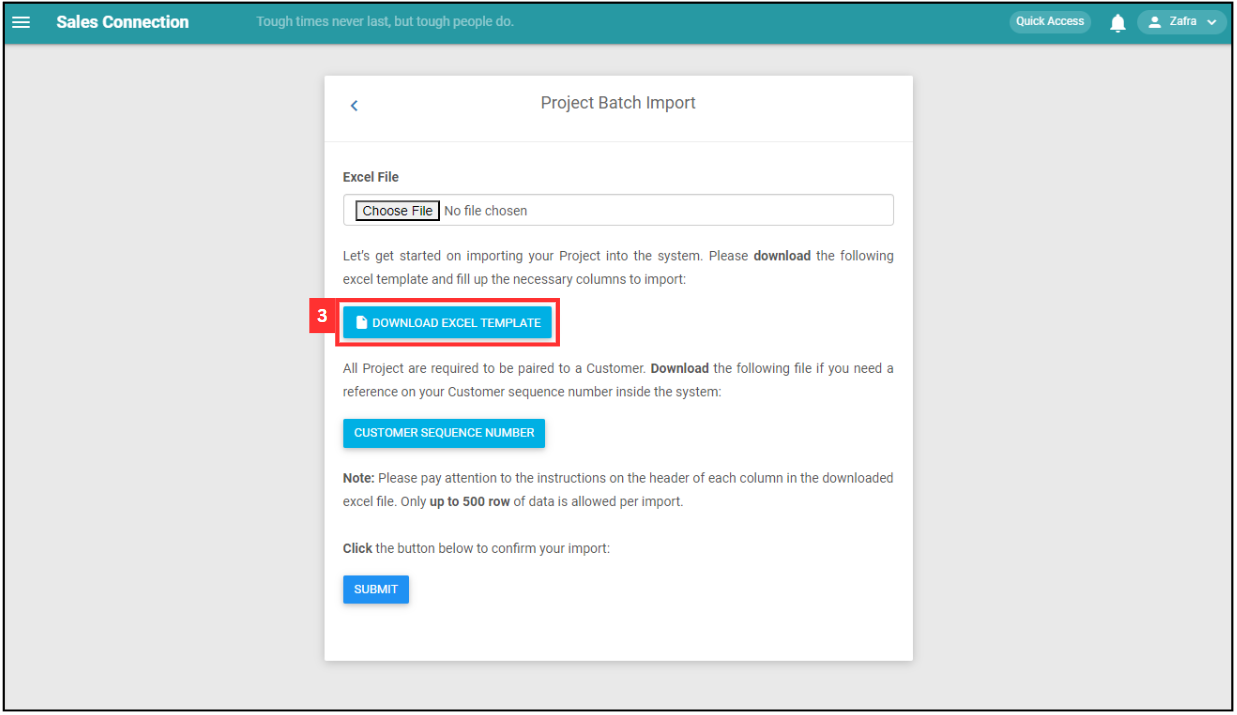 Sales Connection Tough times never last, but tough people do. Quick Access Zafra
Project Batch Import
Excel File
Choose File No file chosen
Let's get started on importing your Project into the system. Please download the following
excel template and fill up the necessary columns to import:
3 DOWNLOAD EXCEL TEMPLATE
All Project are required to be paired to a Customer. Download the following file if you need a
reference on your Customer sequence number inside the system:
CUSTOMER SEQUENCE NUMBER
Note: Please pay attention to the instructions on the header of each column in the downloaded
excel file. Only up to 500 row of data is allowed per import.
Click the button below to confirm your import:
SUBMIT